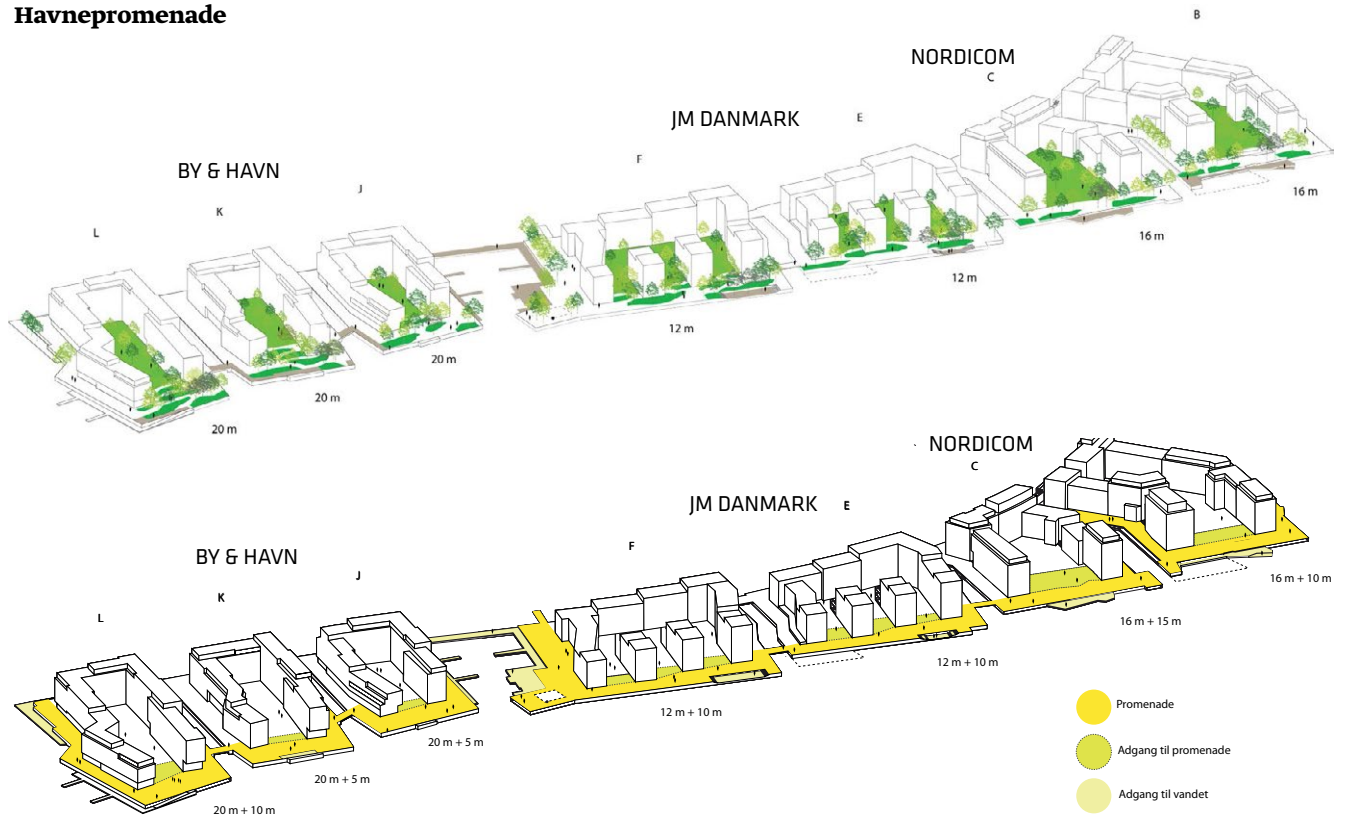 Havnepromenade
B
NORDICOM
C
JM DANMARK
E
F
BY & HAVN
J
K
L
16 m
16 m
12 m
12 m
20 m
20 m
20 m
NORDICOM
C
JM DANMARK
E
F
BY & HAVN
J
K
L
16 m + 10 m
16 m + 15 m
12 m + 10 m
12 m + 10 m
20 m + 5 m
20 m + 5 m
20 m + 10 m
Promenade
Adgang til promenade
Adgang til vandet